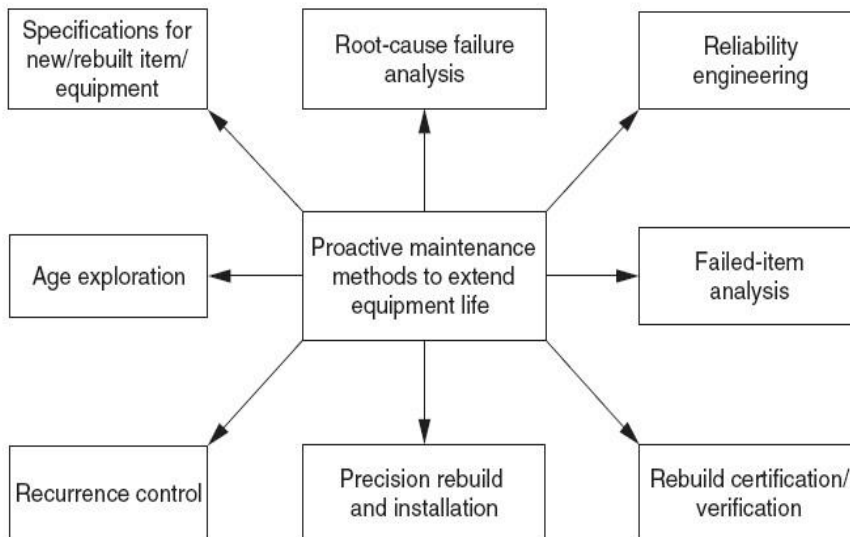 Specifications for
new/rebuilt item/
equipment
Root-cause failure
analysis
Reliability
engineering
Age exploration
Proactive maintenance
methods to extend
equipment life
Failed-item
analysis
Recurrence control
Precision rebuild
and installation
Rebuild certification/
verification